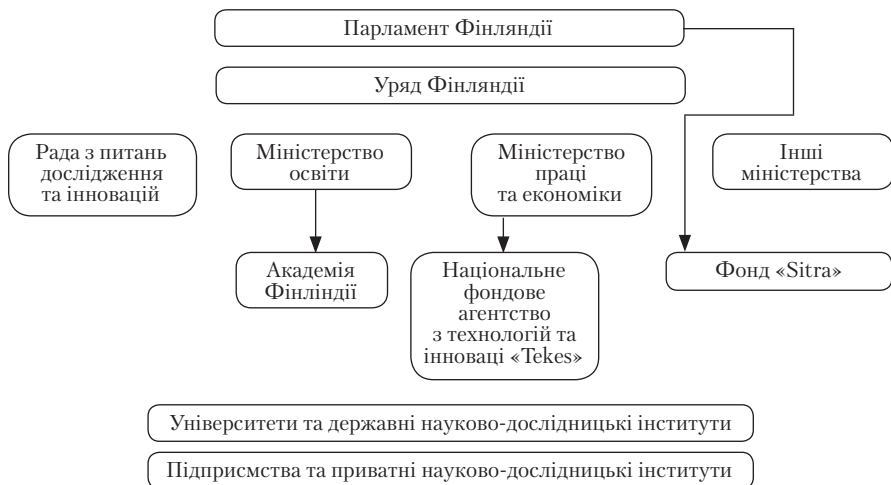 Парламент Фінляндії
Уряд Фінляндії
Рада з питань
дослідження
та інновацій
Міністерство
освіти
Міністерство
праці
та економіки
Інші
міністерства
Академія
Фінліндії
Національне
фондове
агентство
з технологій та
інноваці «Tekes»
Фонд «Sitra»
Університети та державні науково-дослідницькі інститути
Підприємства та приватні науково-дослідницькі інститути